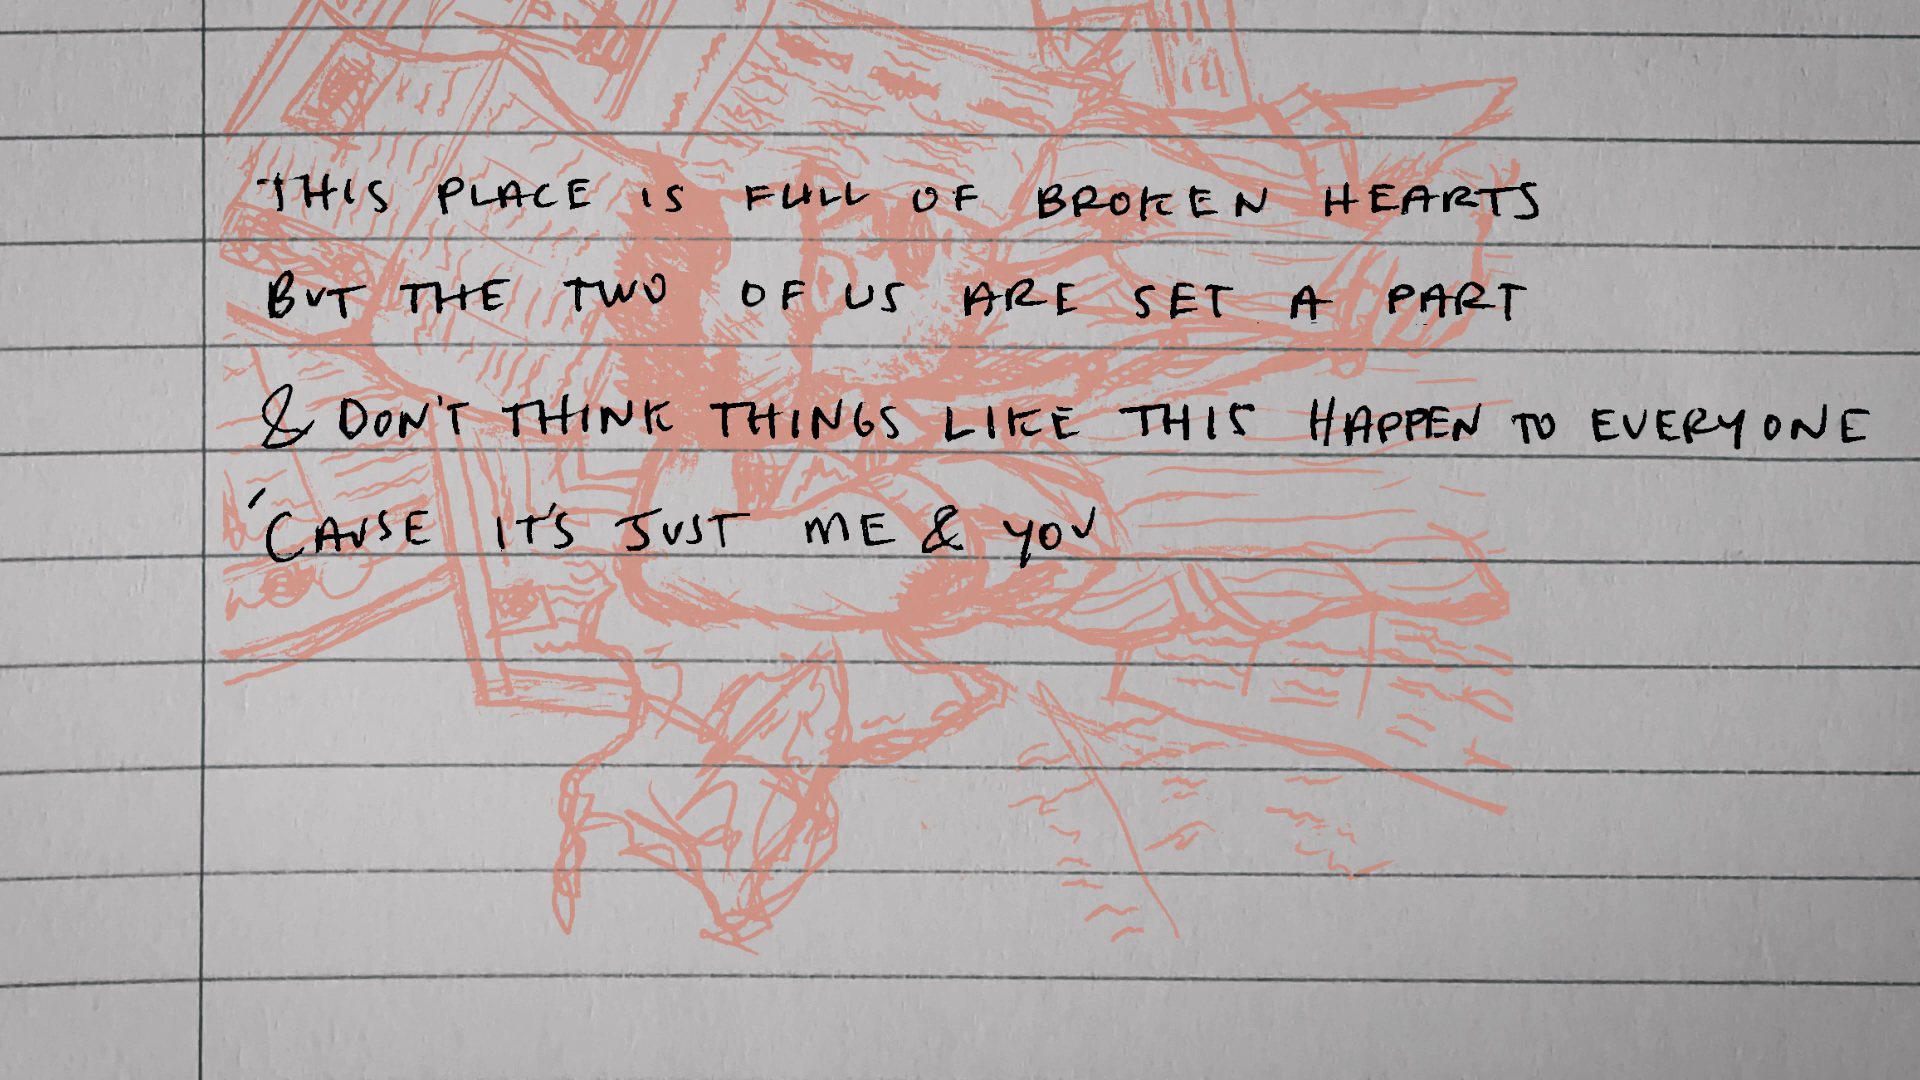 THIS PLACE IS FULL OF BROKEN HEARTS
BUT THE TWO OF US ARE SET A PART
& DON'T THINK THINGS LIKE THIS HAPPEN TO EVERYONE
'CAUSE IT'S JUST ME & YOU